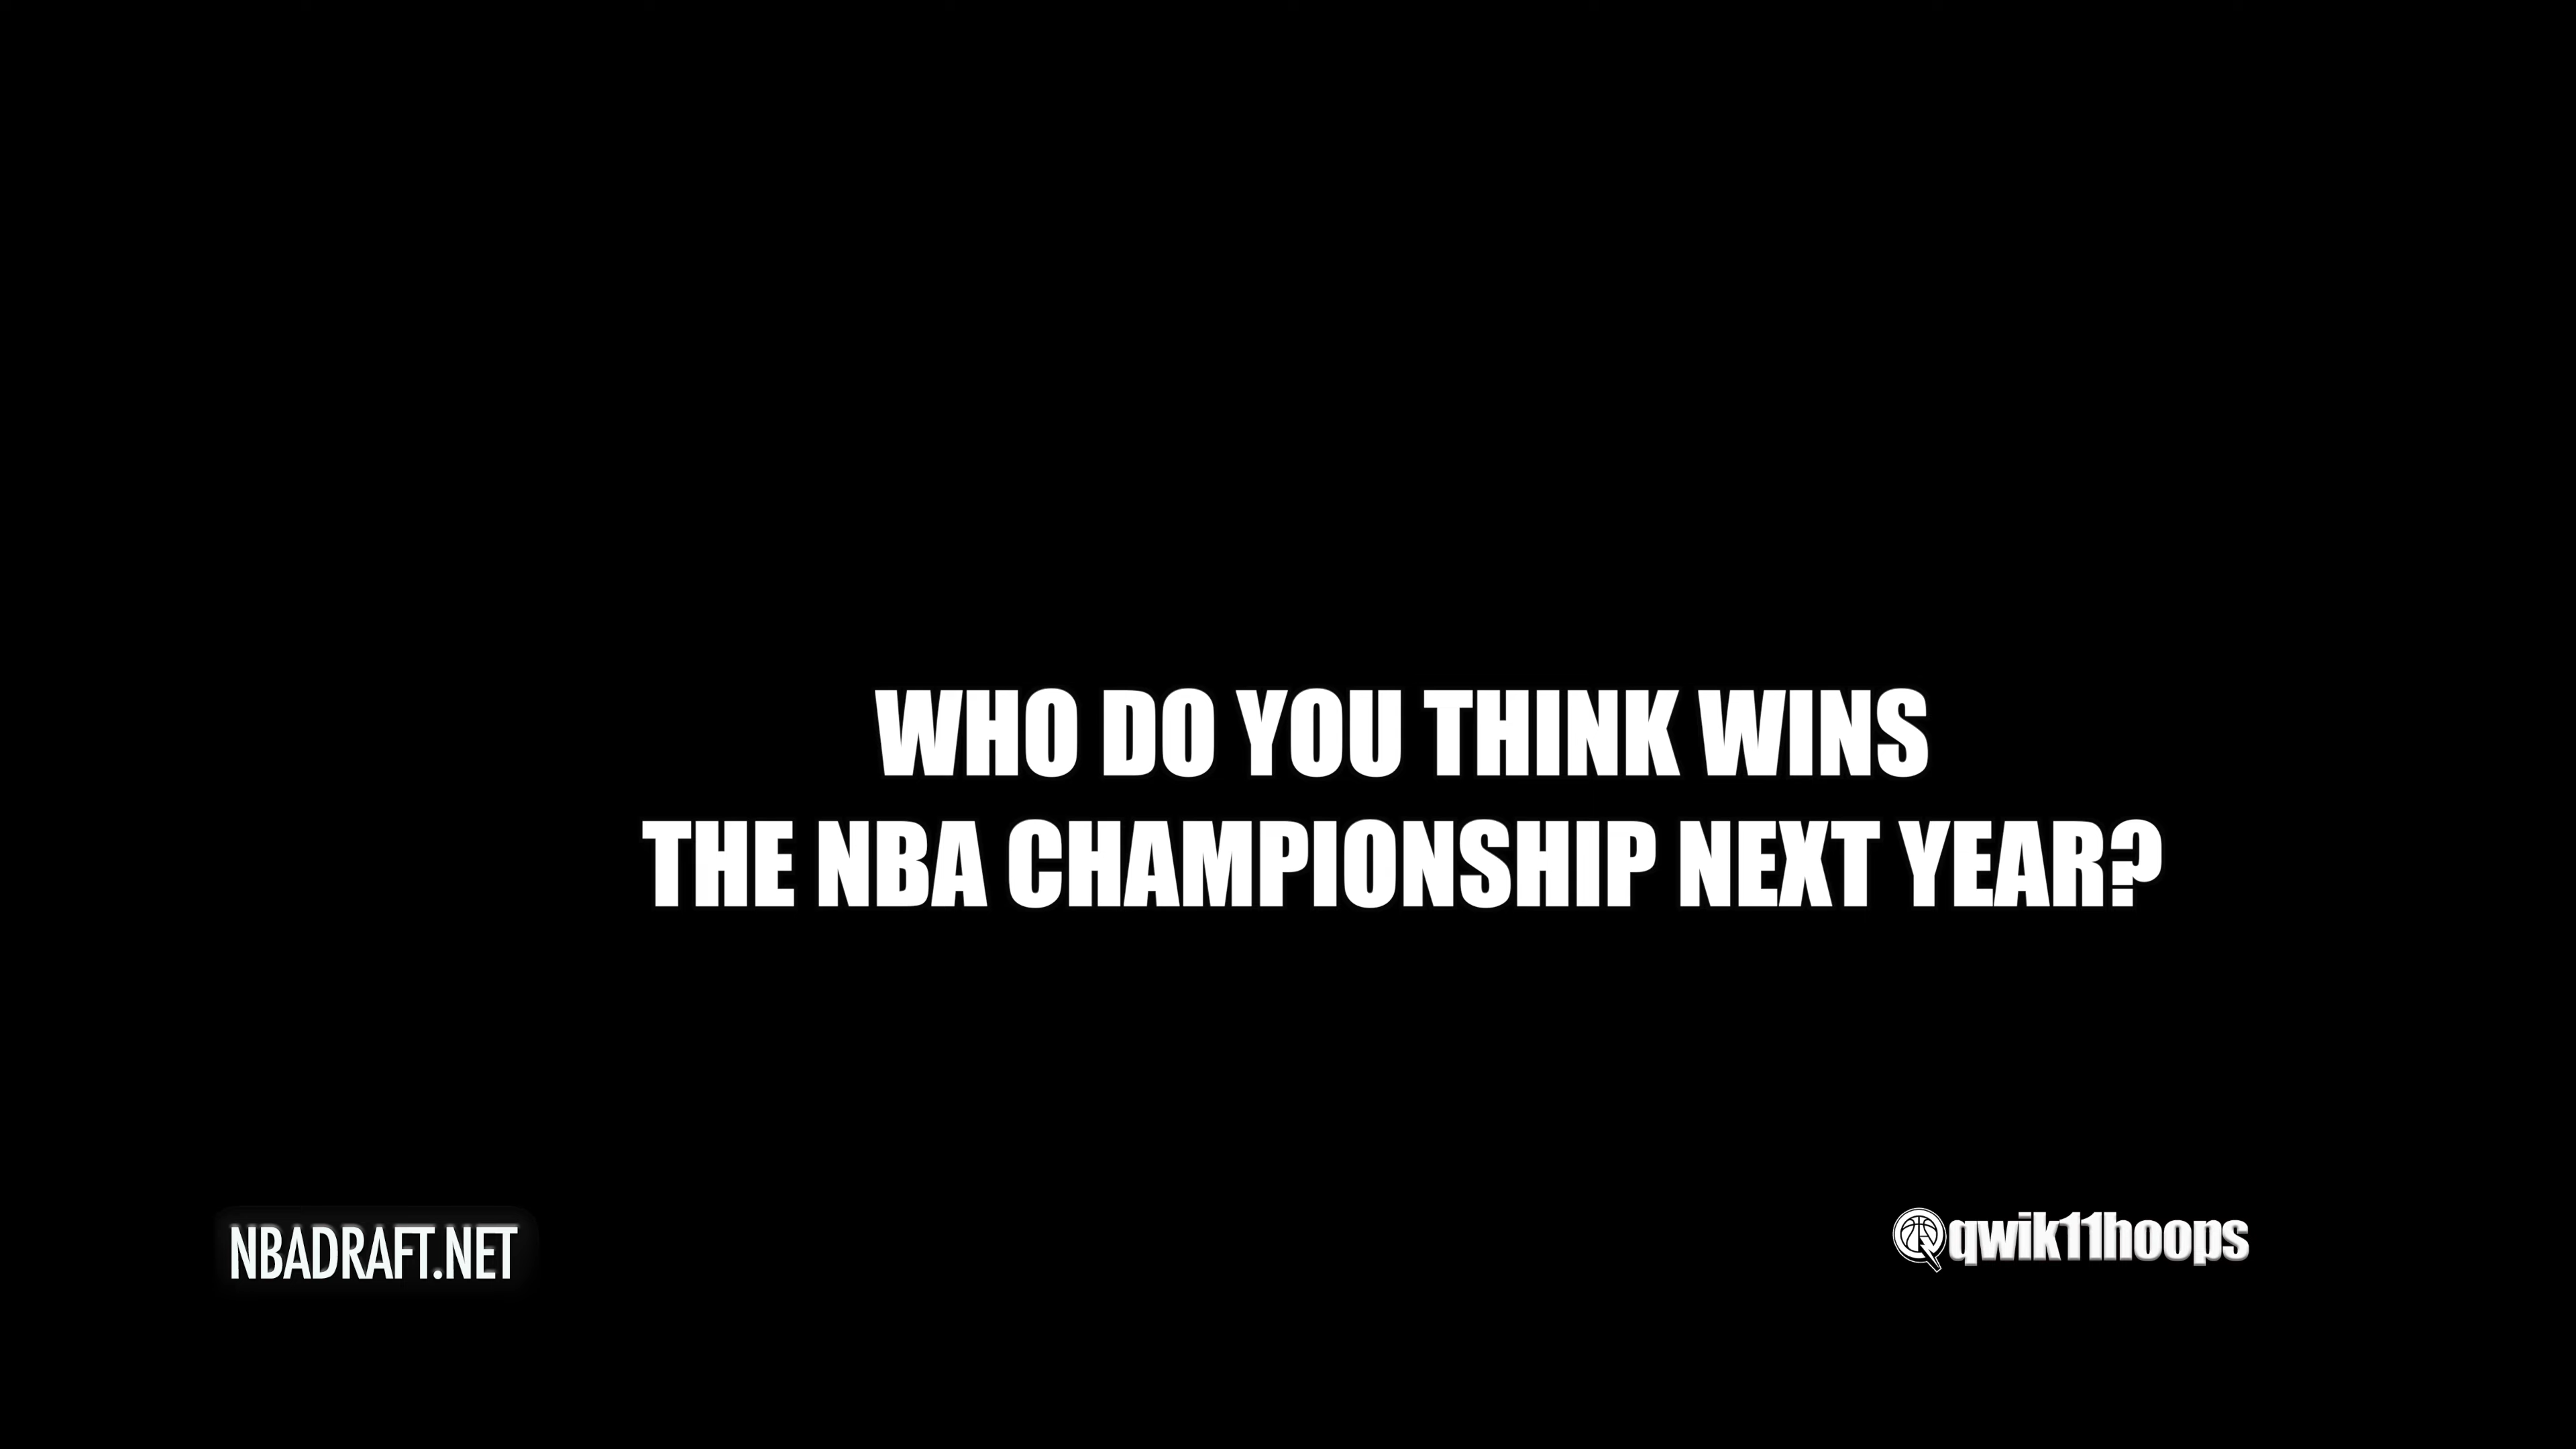 WHO DO YOU THINK WINS
THE NBA CHAMPIONSHIP NEXT YEAR?
NBADRAFT.NET
qwik11hoops